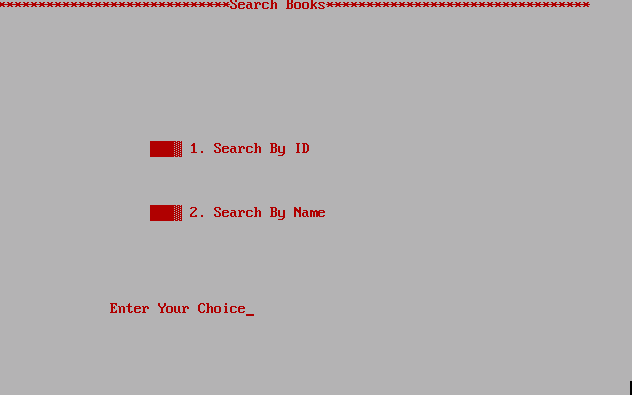 *****************************Search Books*********************************
███▓ 1. Search By ID
███▓ 2. Search By Name
Enter Your Choice_